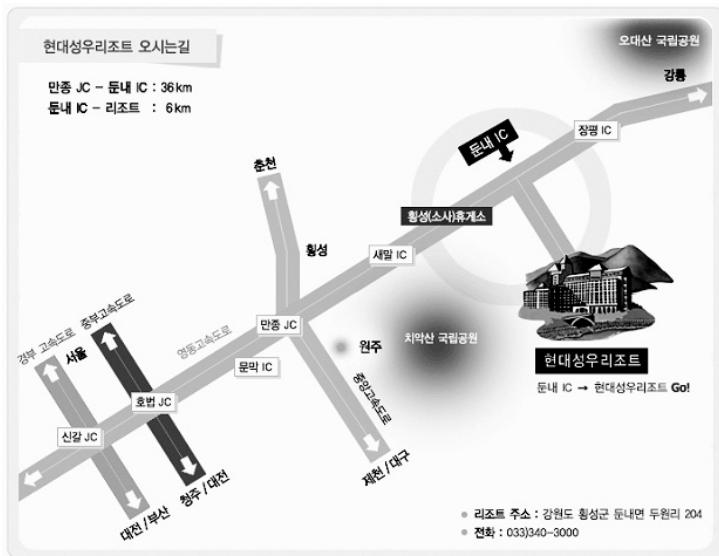 현대성우리조트 오시는길
만종 JC - 둔내 IC : 36km
둔내 IC - 리조트 : 6km
오대산 국립공원
강릉
장평 IC
둔내 IC
춘천
횡성(소사)휴게소
횡성
새말 IC
만종 JC
영동고속도로
원주
치악산 국립공원
문막 IC
중앙고속도로
경부 고속도로
서울
중부고속도로
호법 JC
신갈 JC
현대성우리조트
둔내 IC → 현대성우리조트 Go!
제천/대구
청주/대전
대전/부산
리조트 주소 : 강원도 횡성군 둔내면 두원리 204
전화 : 033)340-3000